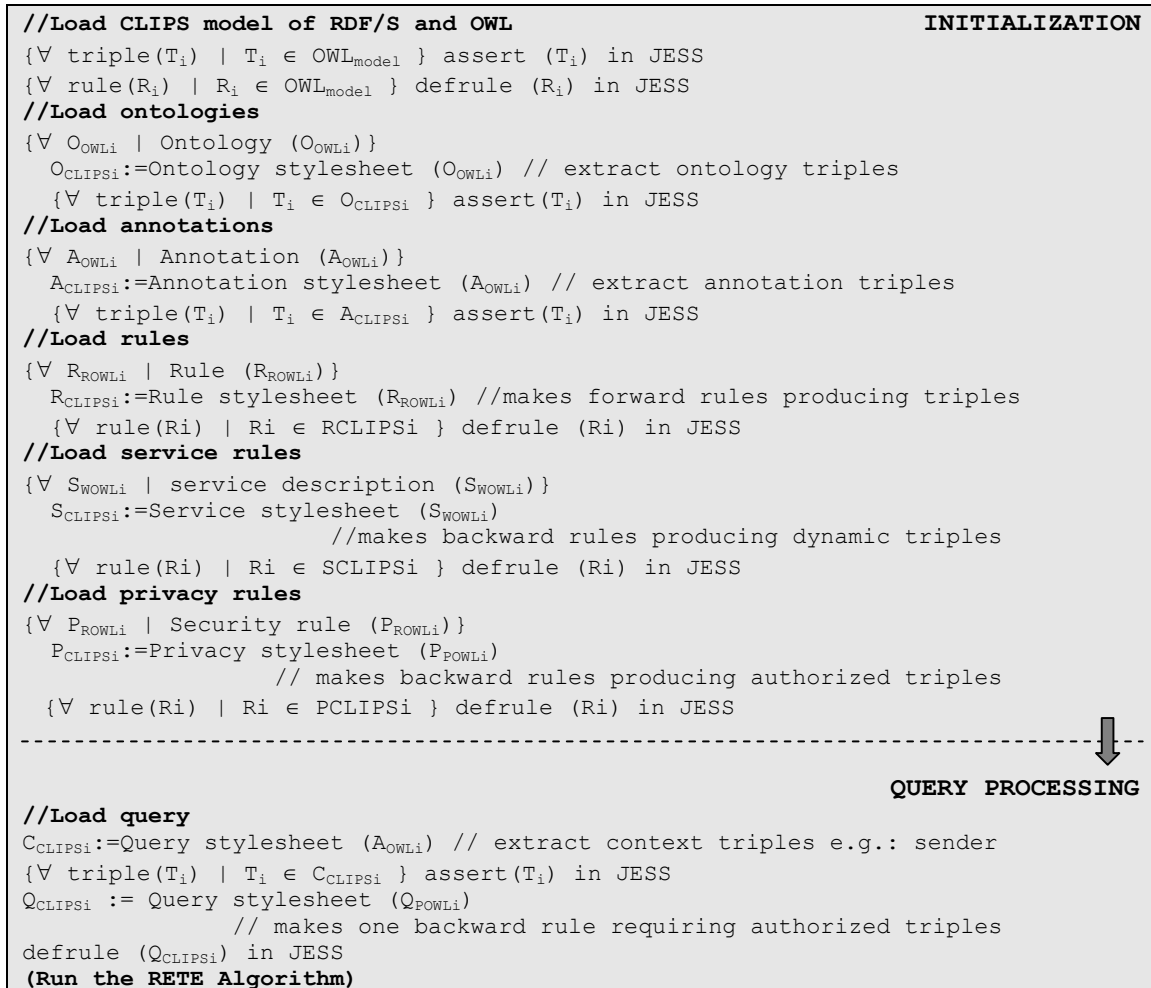 //Load CLIPS model of RDF/S and OWL INITIALIZATION
{∀ triple(Tᵢ) | Tᵢ ∈ OWLmodel } assert (Tᵢ) in JESS
{∀ rule(Rᵢ) | Rᵢ ∈ OWLmodel } defrule (Rᵢ) in JESS
//Load ontologies
{∀ OOWLi | Ontology (OOWLi)}
OCLIPSi:=Ontology stylesheet (OOWLi) // extract ontology triples
{∀ triple(Tᵢ) | Tᵢ ∈ OCLIPSi } assert(Tᵢ) in JESS
//Load annotations
{∀ AOWLi | Annotation (AOWLi)}
ACLIPSi:=Annotation stylesheet (AOWLi) // extract annotation triples
{∀ triple(Tᵢ) | Tᵢ ∈ ACLIPSi } assert(Tᵢ) in JESS
//Load rules
{∀ RROWLi | Rule (RROWLi)}
RCLIPSi:=Rule stylesheet (RROWLi) //makes forward rules producing triples
{∀ rule(Ri) | Ri ∈ RCLIPSi } defrule (Ri) in JESS
//Load service rules
{∀ SWOWLi | service description (SWOWLi)}
SCLIPSi:=Service stylesheet (SWOWLi)
//makes backward rules producing dynamic triples
{∀ rule(Ri) | Ri ∈ SCLIPSi } defrule (Ri) in JESS
//Load privacy rules
{∀ PROWLi | Security rule (PROWLi)}
PCLIPSi:=Privacy stylesheet (PPOWLi)
// makes backward rules producing authorized triples
{∀ rule(Ri) | Ri ∈ PCLIPSi } defrule (Ri) in JESS
QUERY PROCESSING
//Load query
CCLIPSi:=Query stylesheet (AOWLi) // extract context triples e.g.: sender
{∀ triple(Tᵢ) | Tᵢ ∈ CCLIPSi } assert(Tᵢ) in JESS
QCLIPSi := Query stylesheet (QPOWLi)
// makes one backward rule requiring authorized triples
defrule (QCLIPSi) in JESS
(Run the RETE Algorithm)